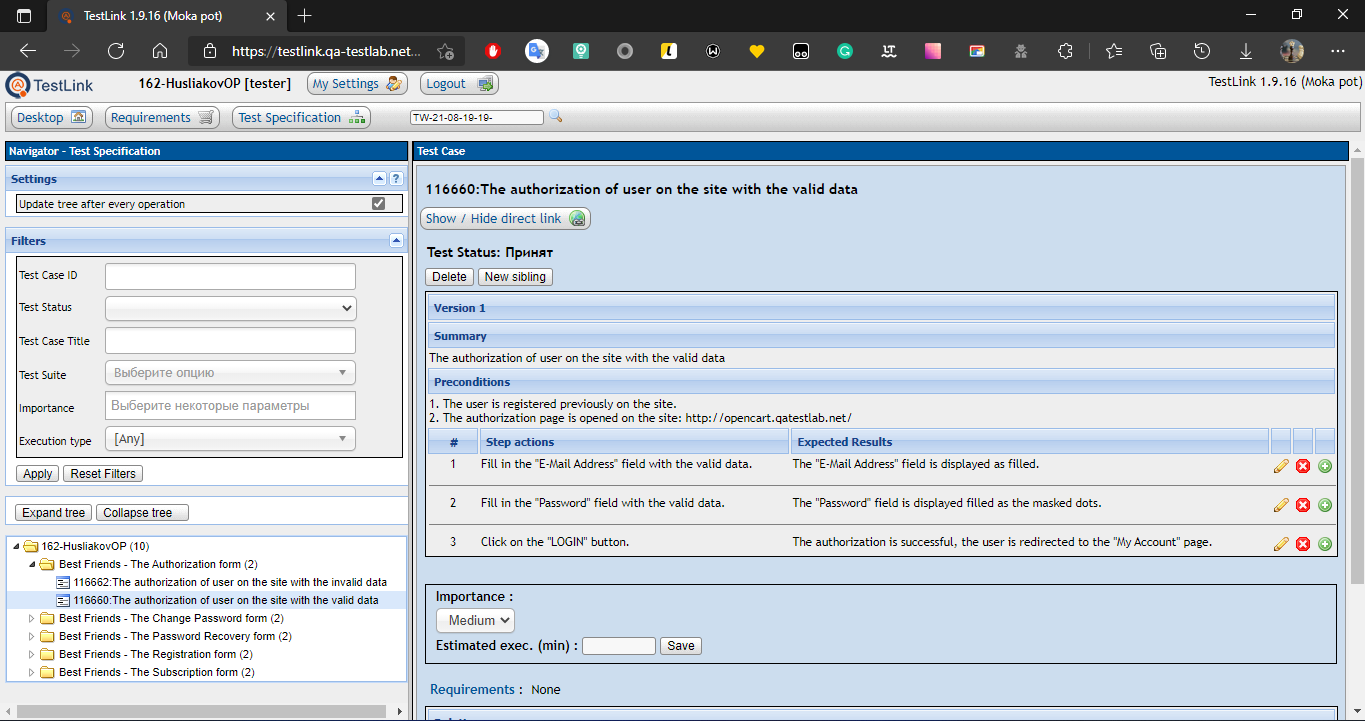 TestLink 1.9.16 (Moka pot)
https://testlink.qa-testlab.net...
TestLink
162-HusliakovOP [tester]
My Settings
Logout
TestLink 1.9.16 (Moka pot)
Desktop
Requirements
Test Specification
TW-21-08-19-19-
Navigator - Test Specification
Settings
?
Update tree after every operation
Filters
Test Case ID
Test Status
Test Case Title
Test Suite
Выберите опцию
Importance
Выберите некоторые параметры
Execution type
[Any]
Apply
Reset Filters
Expand tree
Collapse tree
162-HusliakovOP (10)
Best Friends - The Authorization form (2)
116662:The authorization of user on the site with the invalid data
116660:The authorization of user on the site with the valid data
Best Friends - The Change Password form (2)
Best Friends - The Password Recovery form (2)
Best Friends - The Registration form (2)
Best Friends - The Subscription form (2)
Test Case
116660:The authorization of user on the site with the valid data
Show / Hide direct link
Test Status: Принят
Delete
New sibling
Version 1
Summary
The authorization of user on the site with the valid data
Preconditions
1. The user is registered previously on the site.
2. The authorization page is opened on the site: http://opencart.qatestlab.net/
# Step actions Expected Results
1 Fill in the "E-Mail Address" field with the valid data. The "E-Mail Address" field is displayed as filled.
2 Fill in the "Password" field with the valid data. The "Password" field is displayed filled as the masked dots.
3 Click on the "LOGIN" button. The authorization is successful, the user is redirected to the "My Account" page.
Importance :
Medium
Estimated exec. (min) :
Save
Requirements : None